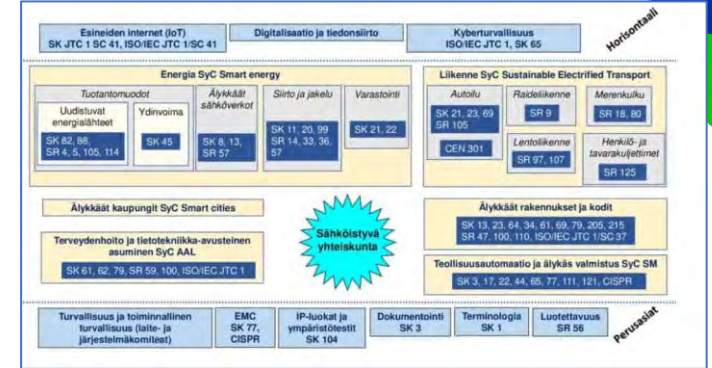 Esineiden internet (IoT)
SK JTC 1 SC 41, ISO/IEC JTC 1/SC 41
Digitalisaatio ja tiedonsiirto
Kyberturvallisuus
ISO/IEC JTC 1, SK 65
Horisontaali
Energia SyC Smart energy
Tuotantomuodot
Uudistuvat
energialähteet
SK 82, 88,
SR 4, 5, 105, 114
Ydinvoima
SK 45
Älykkäät
sähköverkot
SK 8, 13,
SR 57
Siirto ja jakelu
SK 11, 20, 99
SR 14, 33, 36,
57
Varastointi
SK 21, 22
Liikenne SyC Sustainable Electrified Transport
Autoilu
SK 21, 23, 69
SR 105
CEN 301
Raideliikenne
SR 9
Merenkulku
SR 18, 80
Lentoliikenne
SR 97, 107
Henkilö- ja
tavarakuljettimet
SR 125
Älykkäät kaupungit SyC Smart cities
Terveydenhoito ja tietotekniikka-avusteinen
asuminen SyC AAL
SK 61, 62, 79, SR 59, 100, ISO/IEC JTC 1
Sähköistyvä
yhteiskunta
Älykkäät rakennukset ja kodit
SK 13, 23, 64, 34, 61, 69, 79, 205, 215
SR 47, 100, 110, ISO/IEC JTC 1/SC 37
Teollisuusautomaatio ja älykäs valmistus SyC SM
SK 3, 17, 22, 44, 65, 77, 111, 121, CISPR
Turvallisuus ja toiminnallinen
turvallisuus (laite- ja
järjestelmäkomiteat)
EMC
SK 77,
CISPR
IP-luokat ja
ympäristötestit
SK 104
Dokumentointi
SK 3
Terminologia
SK 1
Luotettavuus
SR 56
Perusasiat